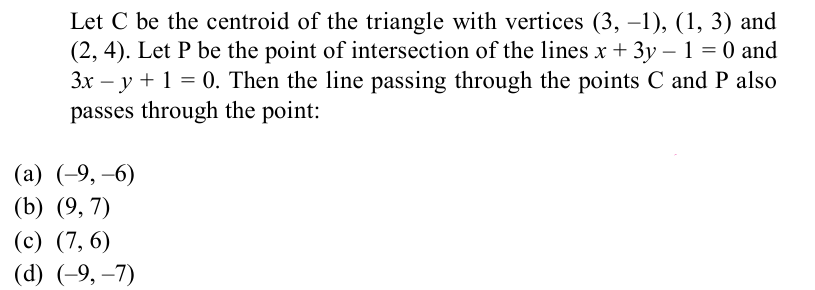 Let C be the centroid of the triangle with vertices (3, –1), (1, 3) and
(2, 4). Let P be the point of intersection of the lines x + 3y – 1 = 0 and
3x – y + 1 = 0. Then the line passing through the points C and P also
passes through the point:
(a) (–9, –6)
(b) (9, 7)
(c) (7, 6)
(d) (–9, –7)